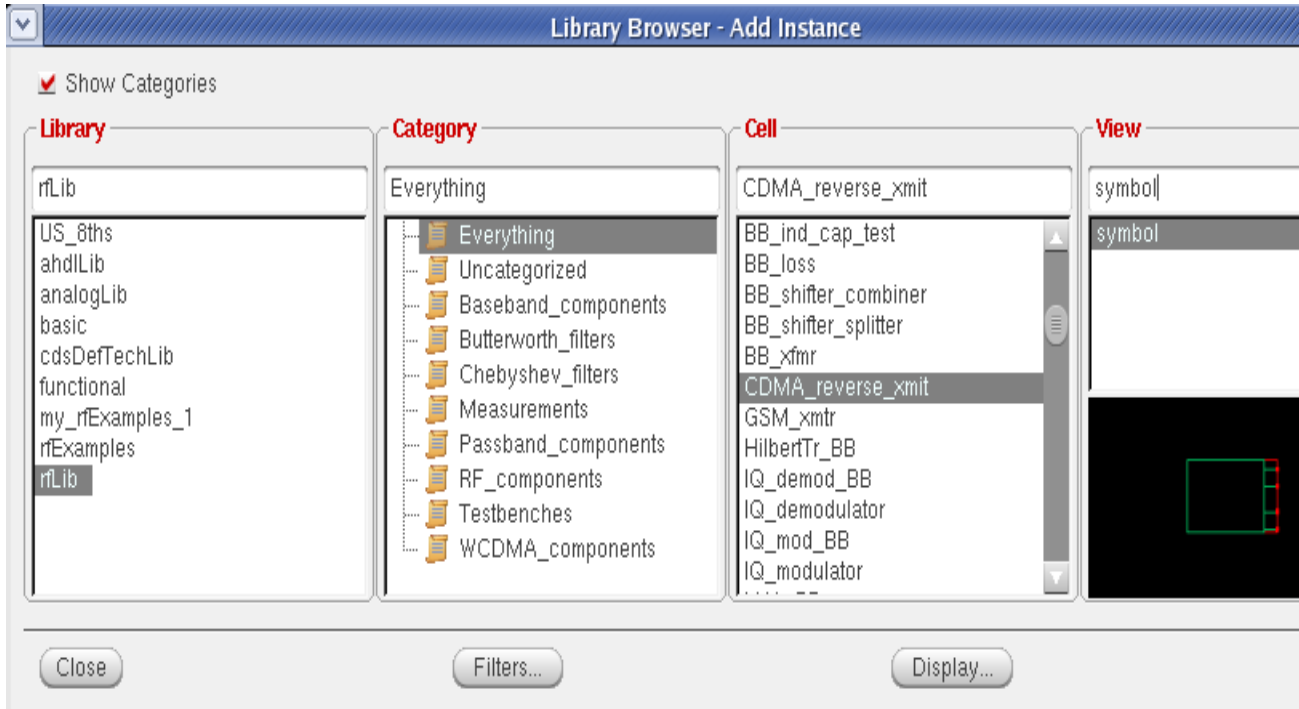 Library Browser - Add Instance
Show Categories
Library
rfLib
US_8ths
ahdlLib
analogLib
basic
cdsDefTechLib
functional
my_rfExamples_1
rfExamples
rfLib
Category
Everything
Everything
Uncategorized
Baseband_components
Butterworth_filters
Chebyshev_filters
Measurements
Passband_components
RF_components
Testbenches
WCDMA_components
Cell
CDMA_reverse_xmit
BB_ind_cap_test
BB_loss
BB_shifter_combiner
BB_shifter_splitter
BB_xfmr
CDMA_reverse_xmit
GSM_xmtr
HilbertTr_BB
IQ_demod_BB
IQ_demodulator
IQ_mod_BB
IQ_modulator
View
symbol
symbol
Close
Filters...
Display...